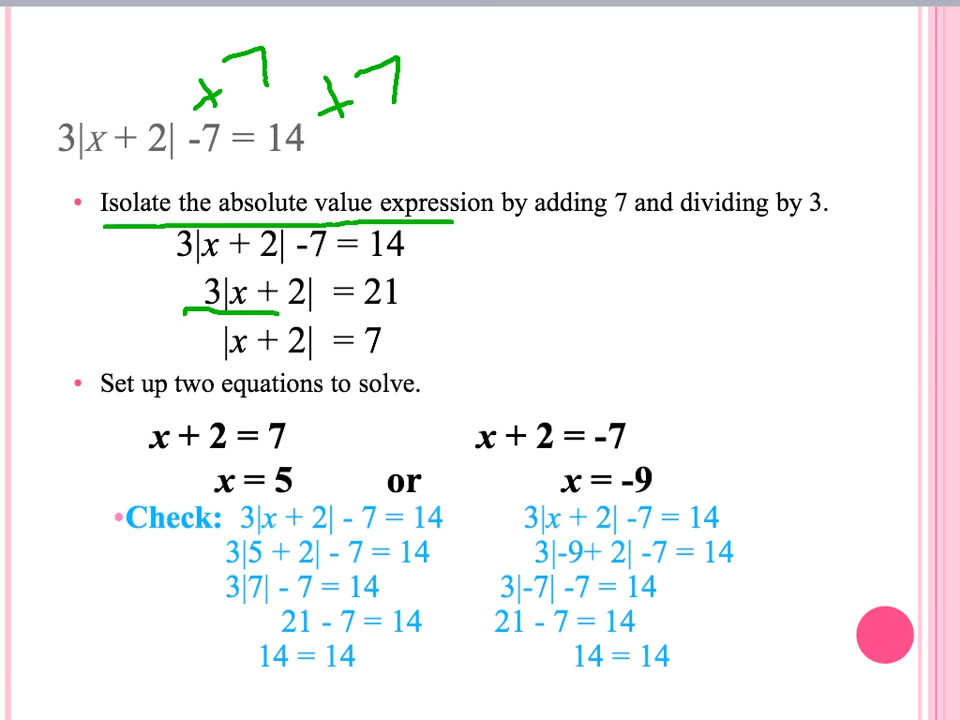 +7 +7
3|x + 2| -7 = 14
• Isolate the absolute value expression by adding 7 and dividing by 3.
3|x + 2| -7 = 14
3|x + 2| = 21
|x + 2| = 7
• Set up two equations to solve.
x + 2 = 7 x + 2 = -7
x = 5 or x = -9
•Check: 3|x + 2| - 7 = 14 3|x + 2| -7 = 14
3|5 + 2| - 7 = 14 3|-9+ 2| -7 = 14
3|7| - 7 = 14 3|-7| -7 = 14
21 - 7 = 14 21 - 7 = 14
14 = 14 14 = 14